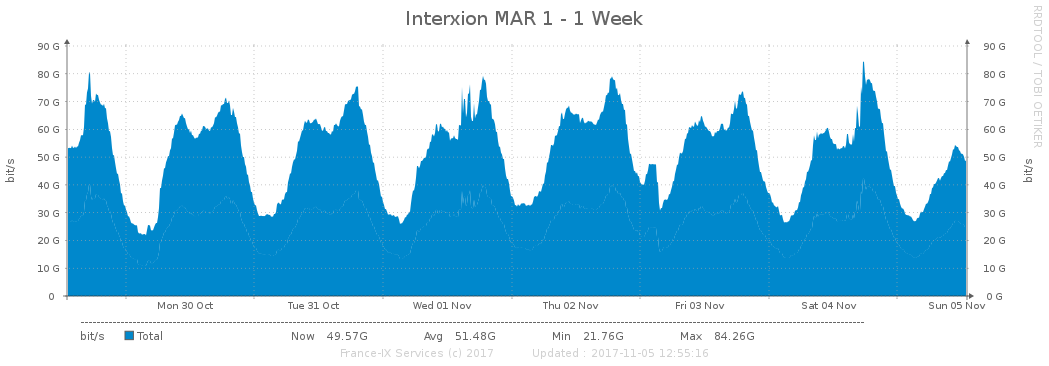 Interxion MAR 1 - 1 Week
RRDTOOL / TOBI OETIKER
90 G 90 G
80 G 80 G
70 G 70 G
60 G 60 G
50 G 50 G
40 G 40 G
30 G 30 G
20 G 20 G
10 G 10 G
0 0 G
bit/s
bit/s
Mon 30 Oct Tue 31 Oct Wed 01 Nov Thu 02 Nov Fri 03 Nov Sat 04 Nov Sun 05 Nov
bit/s Total Now 49.57G Avg 51.48G Min 21.76G Max 84.26G
France-IX Services (c) 2017 Updated : 2017-11-05 12:55:16